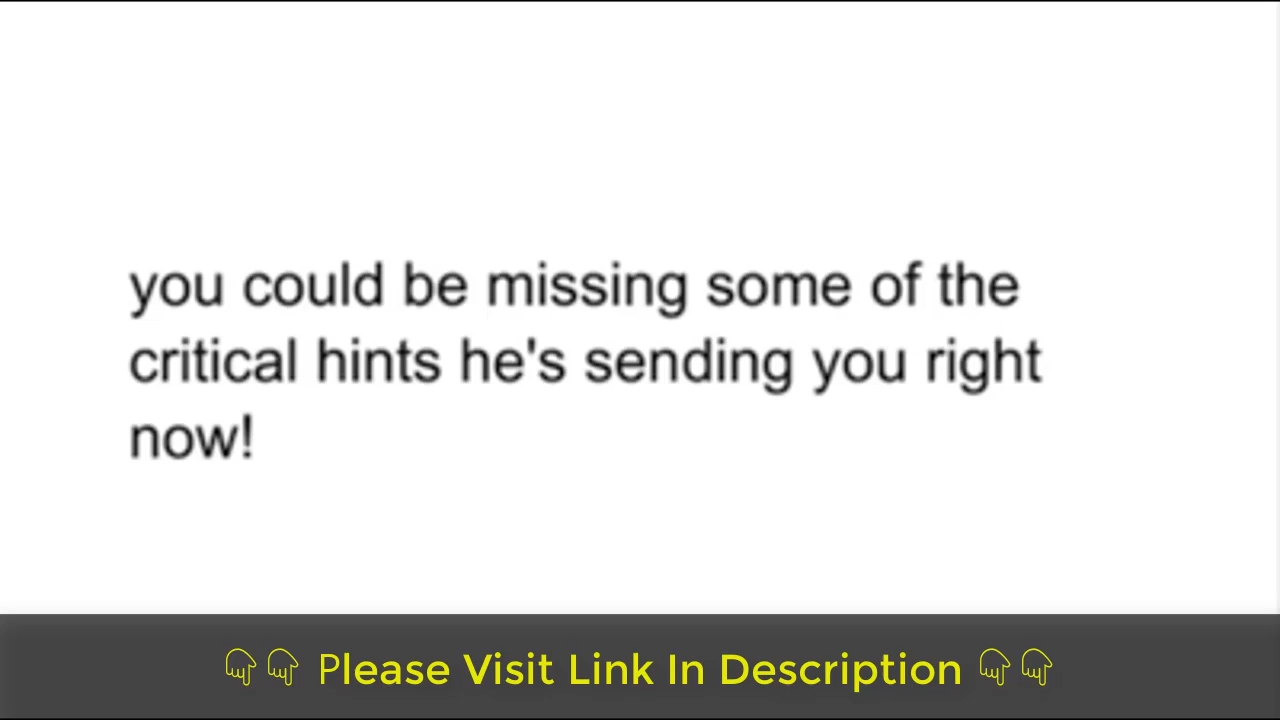 you could be missing some of the
critical hints he's sending you right
now!
Please Visit Link In Description